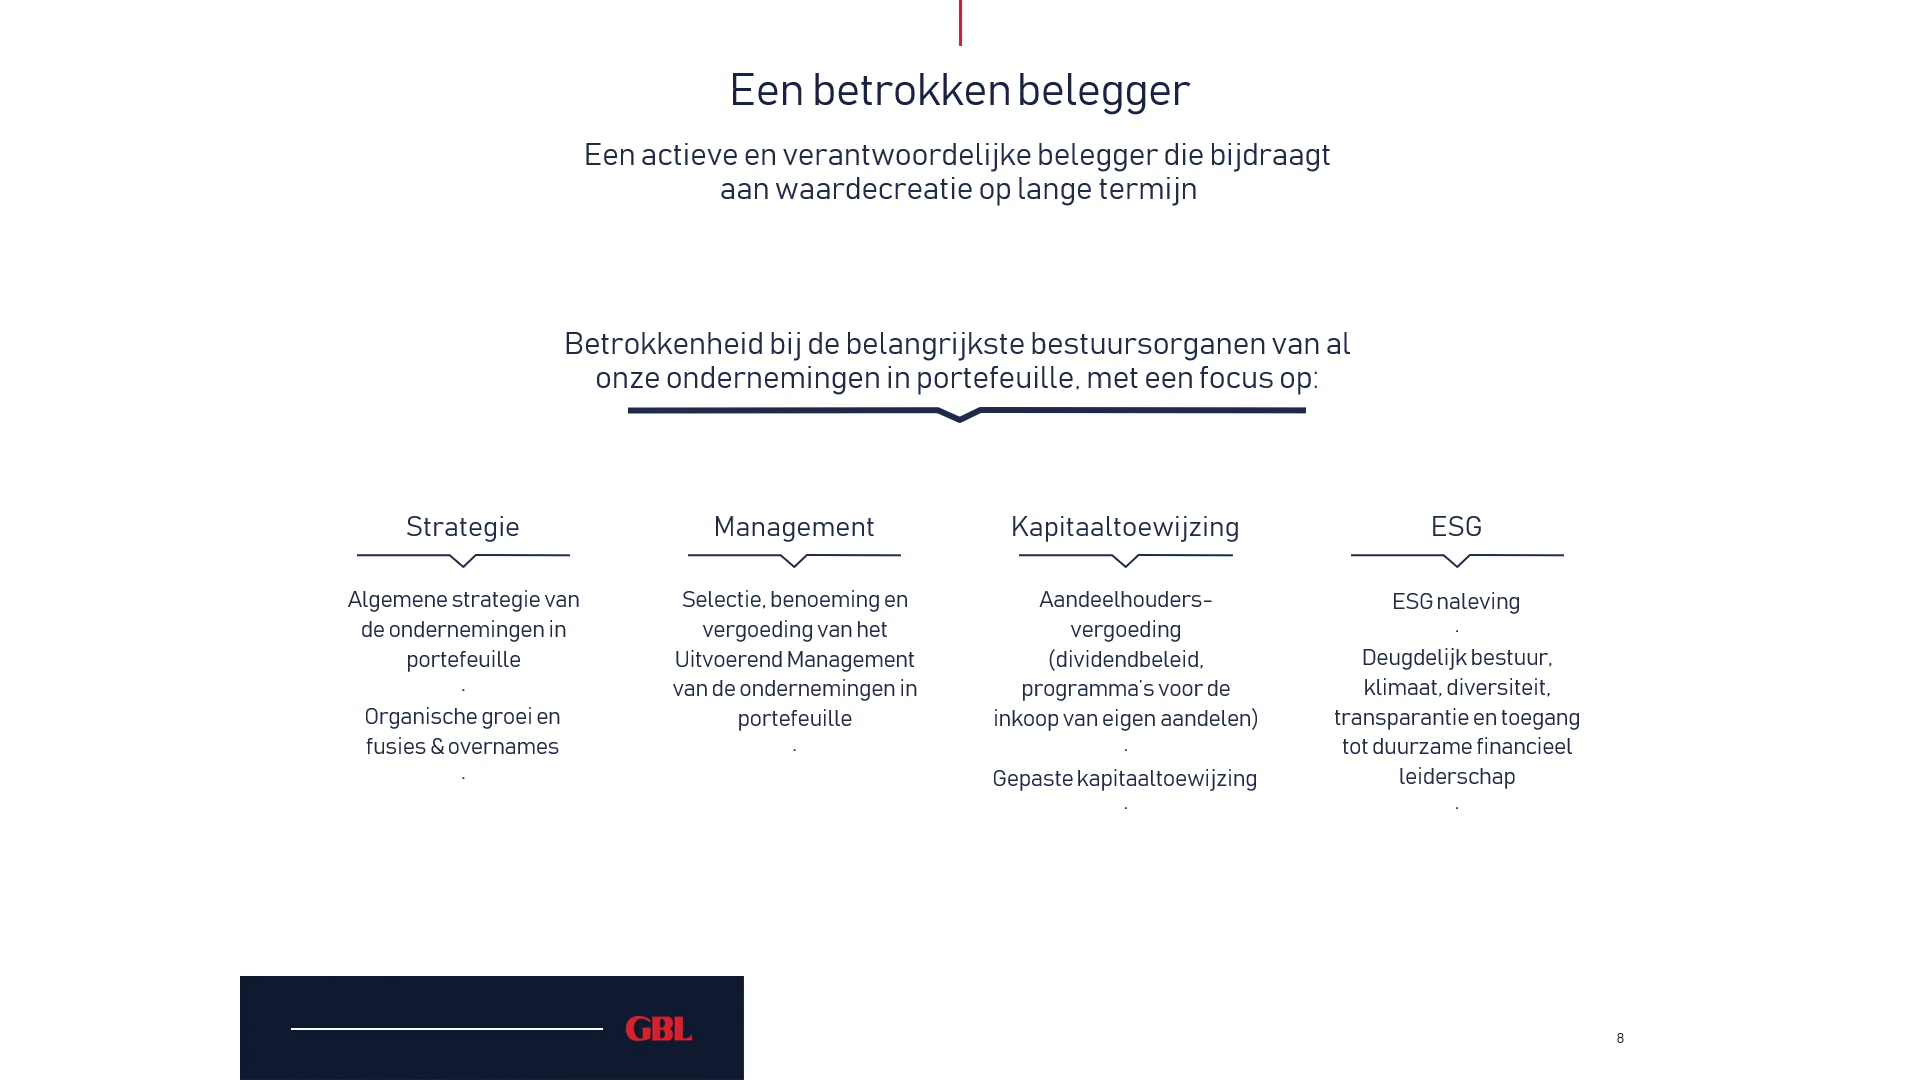 Een betrokken belegger
Een actieve en verantwoordelijke belegger die bijdraagt
aan waardecreatie op lange termijn
Betrokkenheid bij de belangrijkste bestuursorganen van al
onze ondernemingen in portefeuille, met een focus op:
Strategie
Algemene strategie van
de ondernemingen in
portefeuille
.
Organische groei en
fusies & overnames
.
Management
Selectie, benoeming en
vergoeding van het
Uitvoerend Management
van de ondernemingen in
portefeuille
.
Kapitaaltoewijzing
Aandeelhouders-
vergoeding
(dividendbeleid,
programma's voor de
inkoop van eigen aandelen)
.
Gepaste kapitaaltoewijzing
.
ESG
ESG naleving
.
Deugdelijk bestuur,
klimaat, diversiteit,
transparantie en toegang
tot duurzame financieel
leiderschap
.
GBL
8